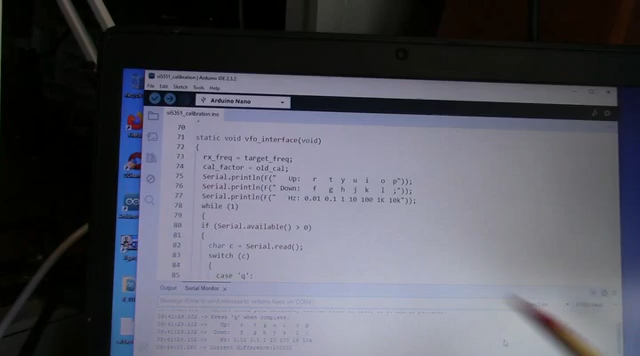 si5351_calibration | Arduino IDE 2.3.2
File Edit Sketch Tools Help
Arduino Nano
si5351_calibration.ino
70
71 static void vfo_interface(void)
72 {
73 rx_freq = target_freq;
74 cal_factor = old_cal;
75 Serial.println(F(" Up: r t y u i o p"));
76 Serial.println(F(" Down: f g h j k l ;"));
77 Serial.println(F(" Hz: 0.01 0.1 1 10 100 1K 10k"));
78 while (1)
79 {
80 if (Serial.available() > 0)
81 {
82 char c = Serial.read();
83 switch (c)
84 {
85 case 'q':
Output Serial Monitor